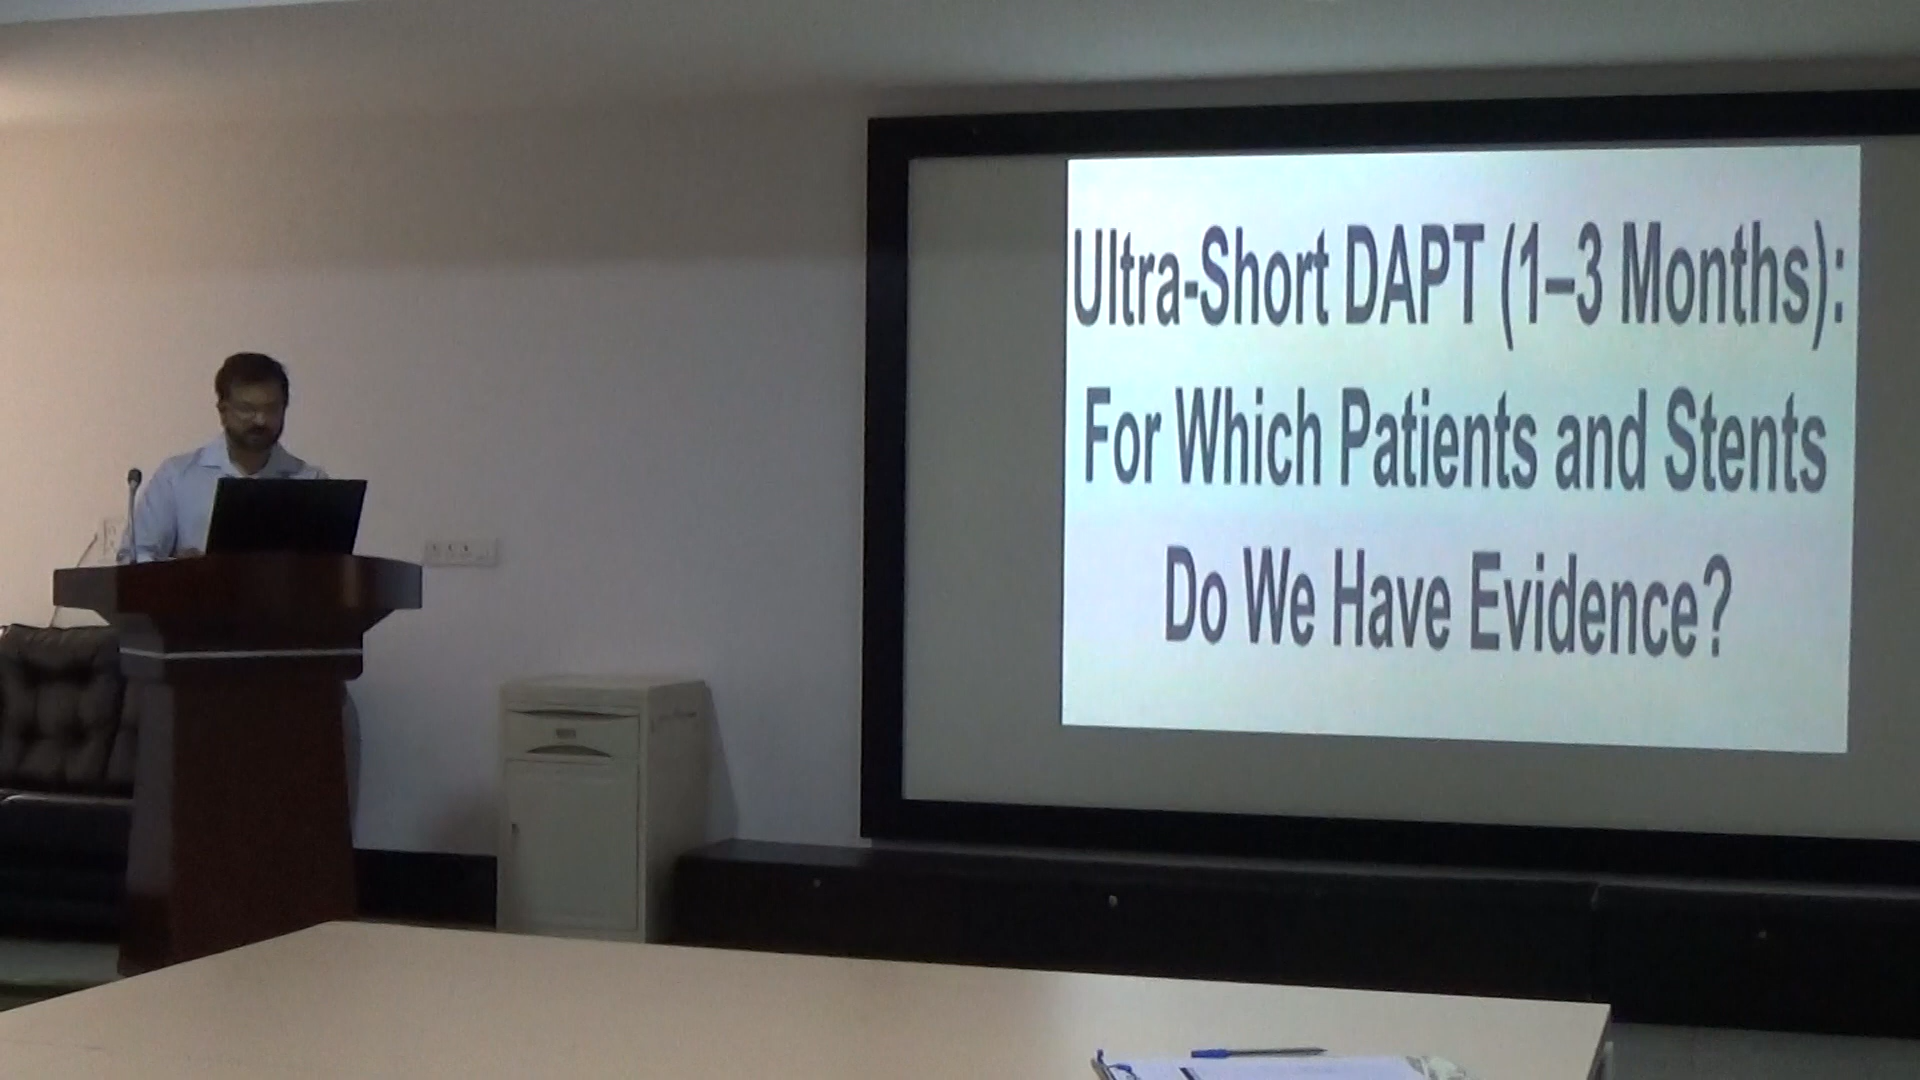 Ultra-Short DAPT (1–3 Months):
For Which Patients and Stents
Do We Have Evidence?